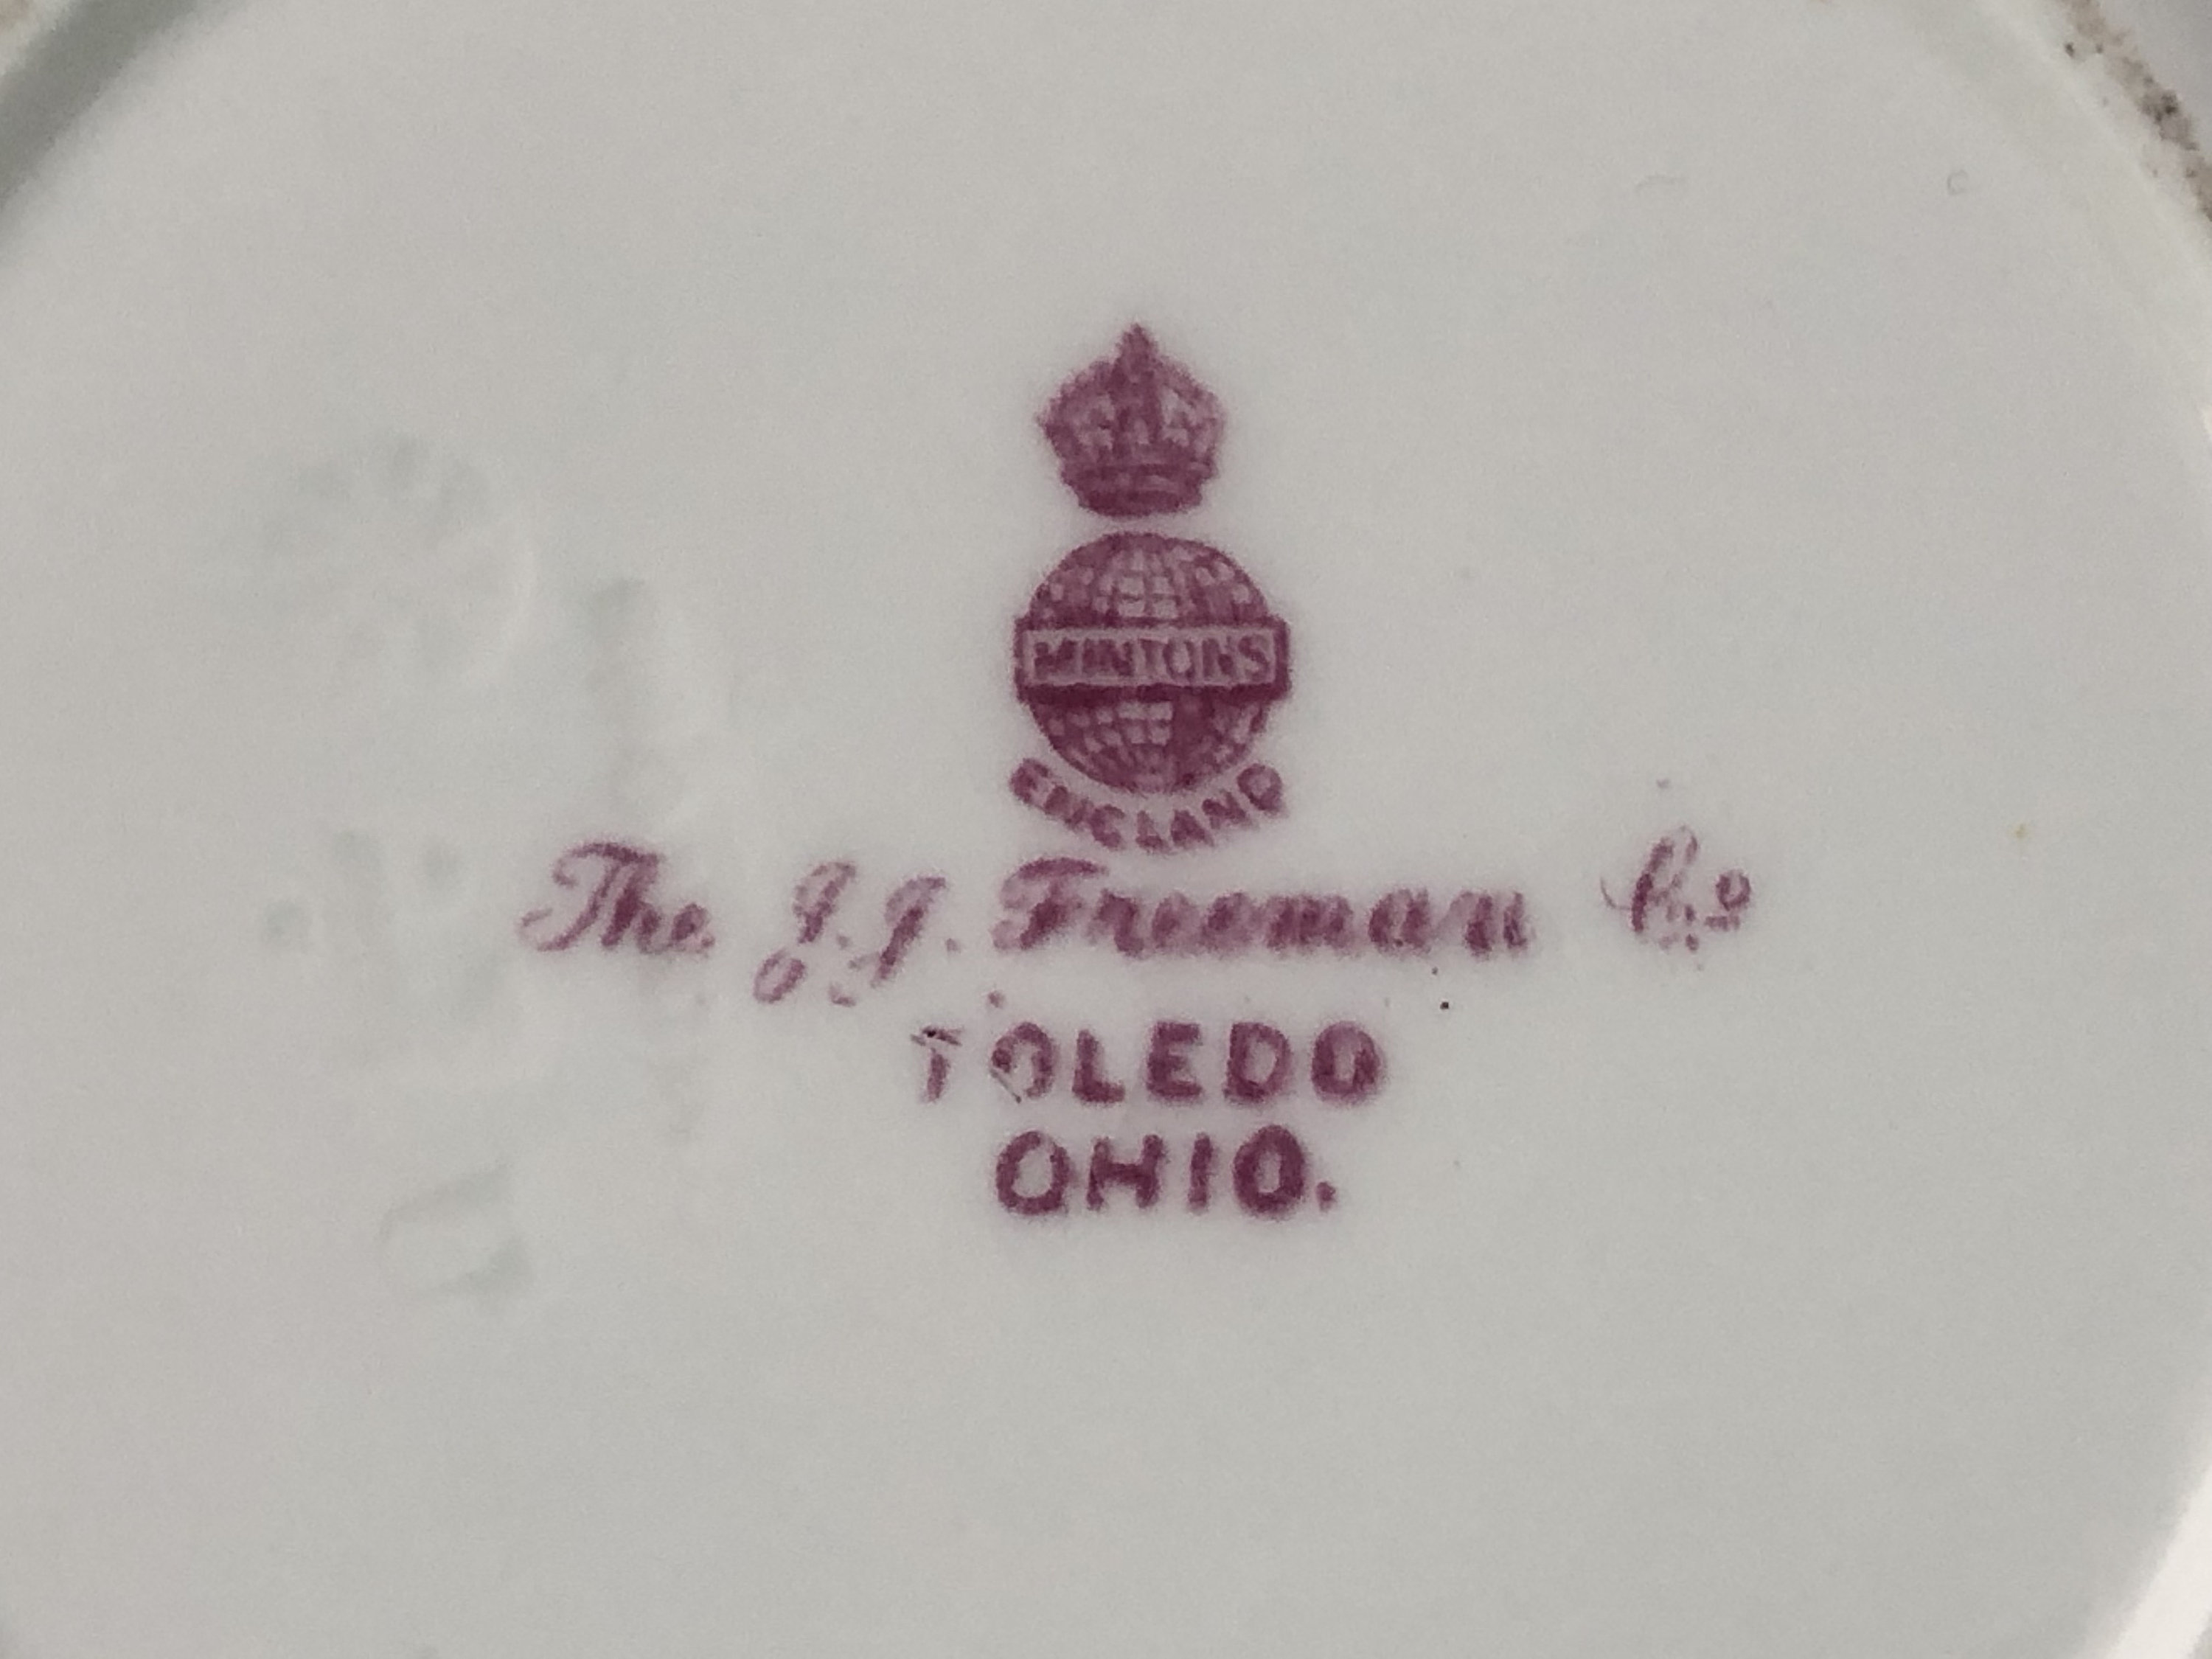 MINTONS
ENGLAND
The J.J. Freeman Co
TOLEDO
OHIO.